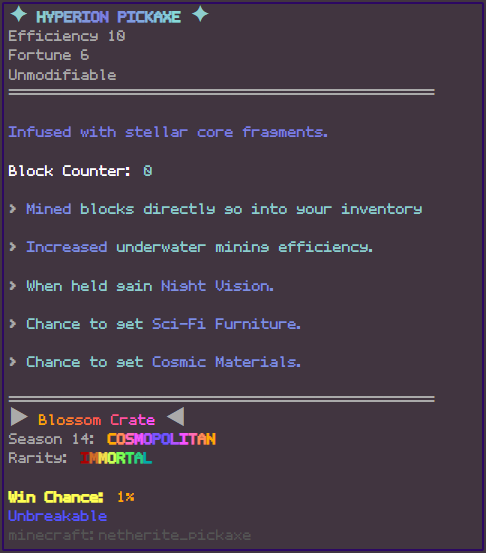 ✦ HYPERION PICKAXE ✦
Efficiency 10
Fortune 6
Unmodifiable
Infused with stellar core fragments.
Block Counter: 0
> Mined blocks directly go into your inventory
> Increased underwater mining efficiency.
> When held gain Night Vision.
> Chance to get Sci-Fi Furniture.
> Chance to get Cosmic Materials.
▶ Blossom Crate ◀
Season 14: COSMOPOLITAN
Rarity: IMMORTAL
Win Chance: 1%
Unbreakable
minecraft:netherite_pickaxe